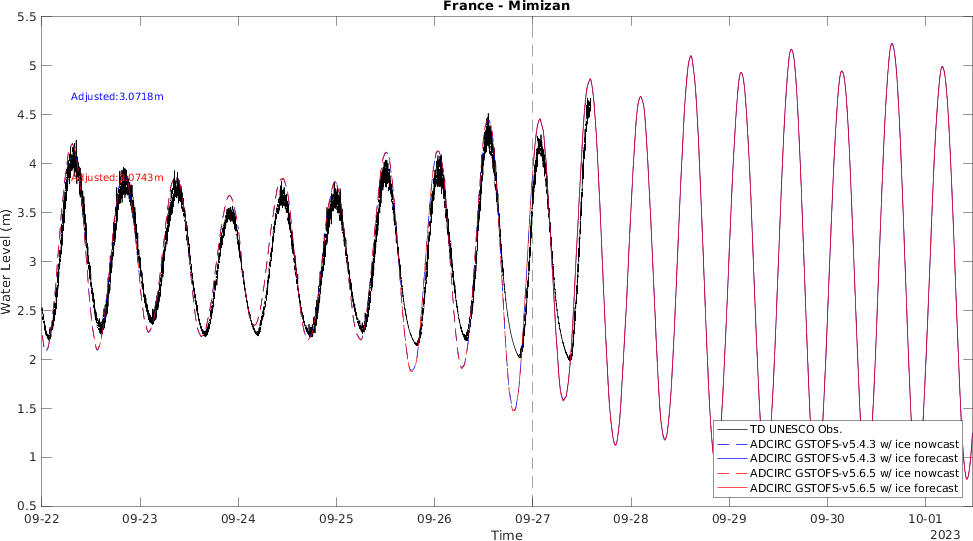 France - Mimizan
5.5
5
4.5
4
3.5
3
2.5
2
1.5
1
0.5
Water Level (m)
Adjusted:3.0718m
Adjusted:3.0743m
TD UNESCO Obs.
ADCIRC GSTOFS-v5.4.3 w/ ice nowcast
ADCIRC GSTOFS-v5.4.3 w/ ice forecast
ADCIRC GSTOFS-v5.6.5 w/ ice nowcast
ADCIRC GSTOFS-v5.6.5 w/ ice forecast
09-22 09-23 09-24 09-25 09-26 09-27 09-28 09-29 09-30 10-01
Time
2023